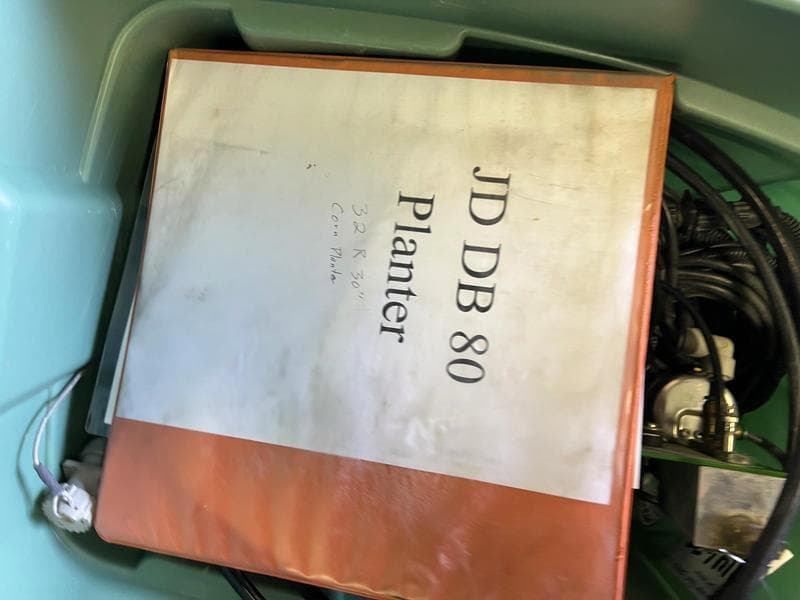 JD DB 80
Planter
32 R 30"
Corn Planter